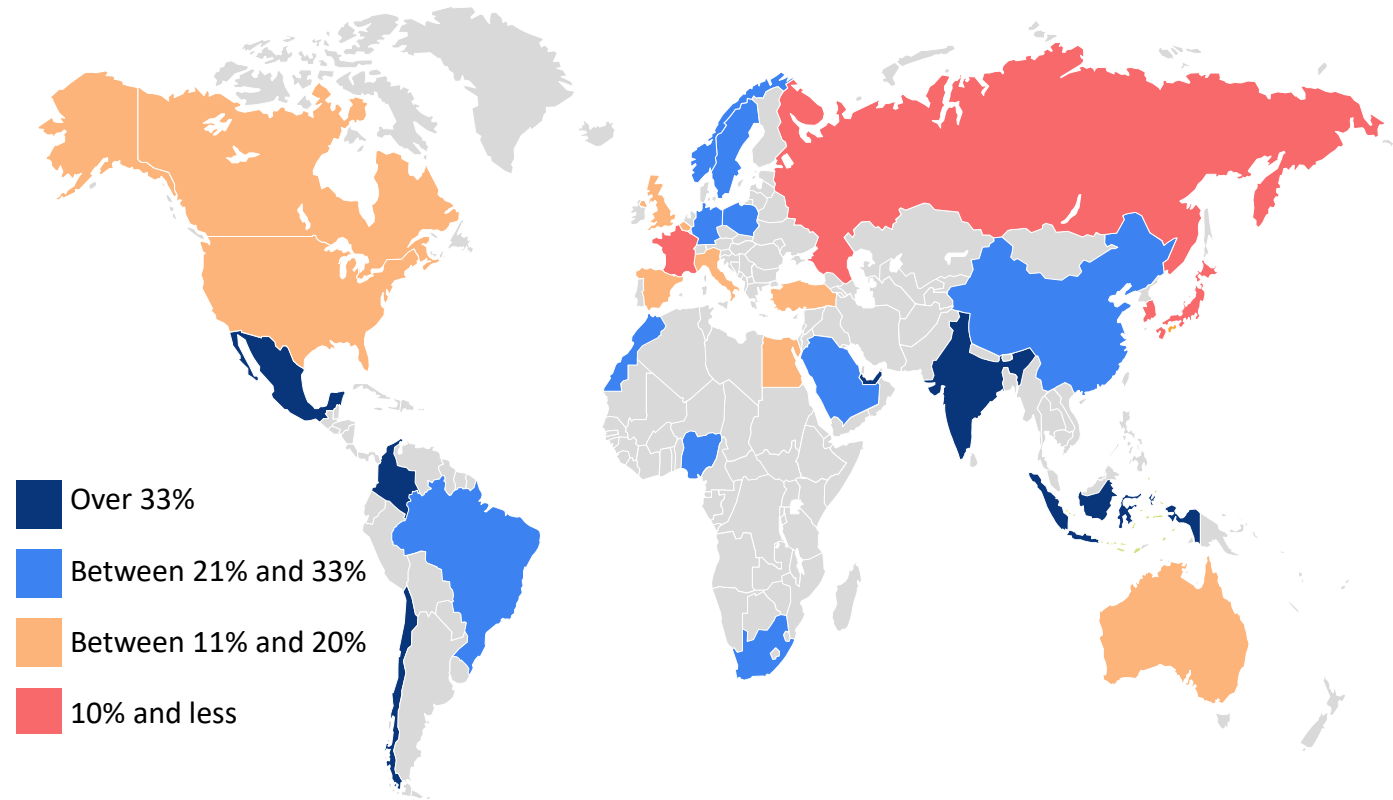 Over 33%
Between 21% and 33%
Between 11% and 20%
10% and less